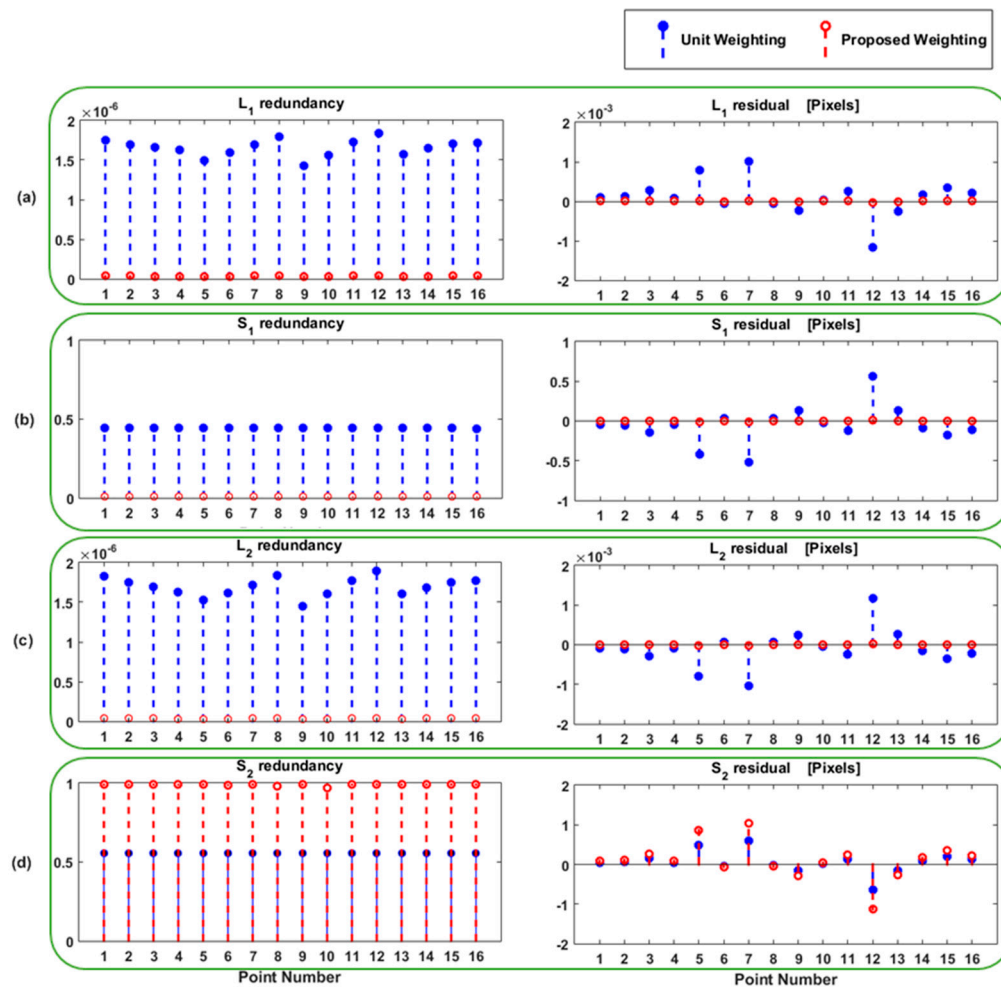 Unit Weighting Proposed Weighting
L1 redundancy
×10^-6
2
1.5
1
0.5
0
1 2 3 4 5 6 7 8 9 10 11 12 13 14 15 16
L1 residual [Pixels]
×10^-3
2
1
0
-1
-2
1 2 3 4 5 6 7 8 9 10 11 12 13 14 15 16
(a)
S1 redundancy
1
0.5
0
1 2 3 4 5 6 7 8 9 10 11 12 13 14 15 16
S1 residual [Pixels]
1
0.5
0
-0.5
-1
1 2 3 4 5 6 7 8 9 10 11 12 13 14 15 16
(b)
L2 redundancy
×10^-6
2
1.5
1
0.5
0
1 2 3 4 5 6 7 8 9 10 11 12 13 14 15 16
L2 residual [Pixels]
×10^-3
2
1
0
-1
-2
1 2 3 4 5 6 7 8 9 10 11 12 13 14 15 16
(c)
S2 redundancy
1
0.5
0
1 2 3 4 5 6 7 8 9 10 11 12 13 14 15 16
Point Number
S2 residual [Pixels]
2
1
0
-1
-2
1 2 3 4 5 6 7 8 9 10 11 12 13 14 15 16
Point Number
(d)